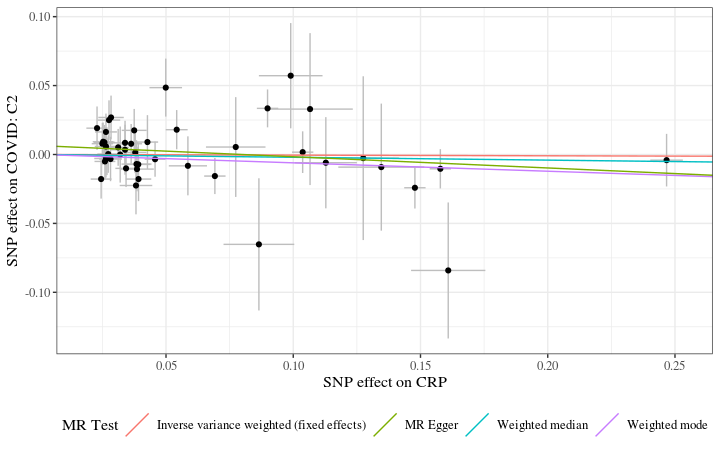 0.10
0.05
0.00
-0.05
-0.10
SNP effect on COVID: C2
0.05
0.10
0.15
0.20
0.25
SNP effect on CRP
MR Test
Inverse variance weighted (fixed effects)
MR Egger
Weighted median
Weighted mode